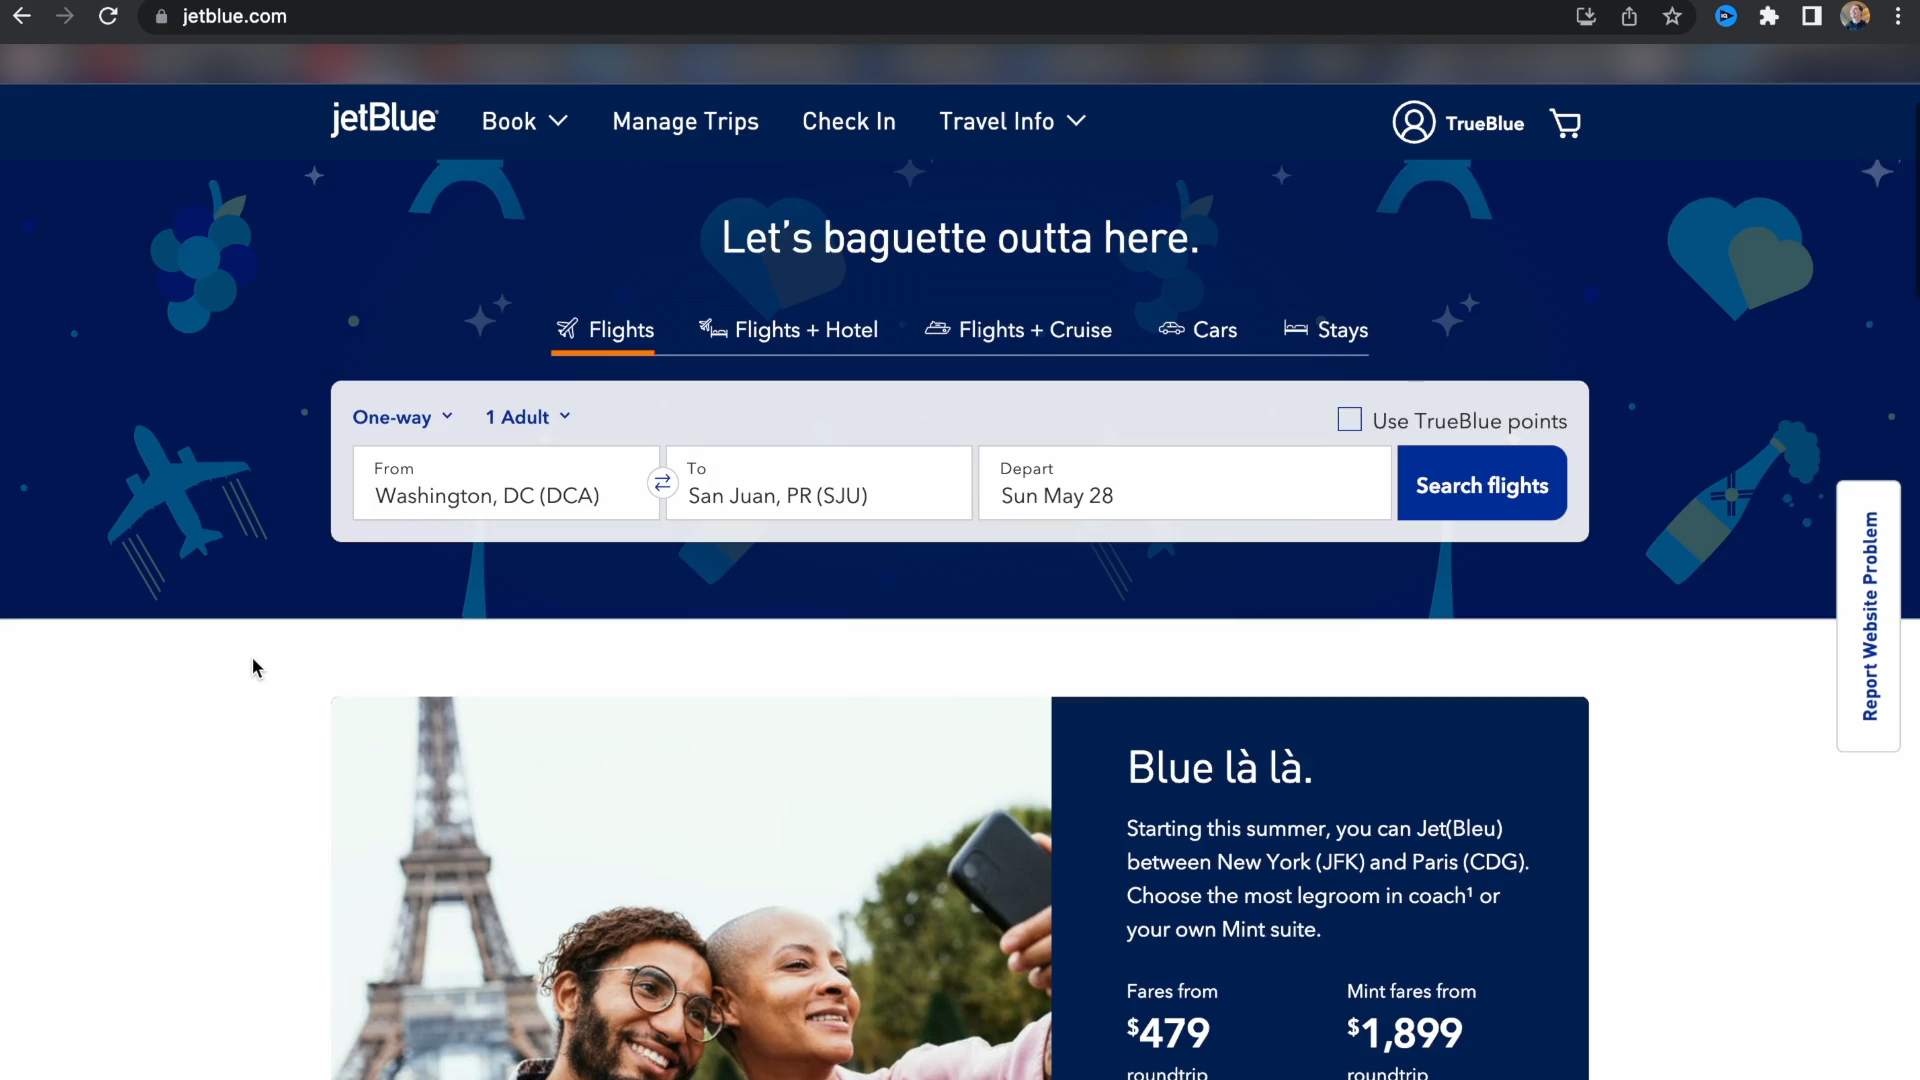 jetblue.com
jetBlue
Book
Manage Trips
Check In
Travel Info
TrueBlue
Let's baguette outta here.
Flights
Flights + Hotel
Flights + Cruise
Cars
Stays
One-way
1 Adult
Use TrueBlue points
From
Washington, DC (DCA)
To
San Juan, PR (SJU)
Depart
Sun May 28
Search flights
Report Website Problem
Blue là là.
Starting this summer, you can Jet(Bleu)
between New York (JFK) and Paris (CDG).
Choose the most legroom in coach¹ or
your own Mint suite.
Fares from
$479
roundtrip
Mint fares from
$1,899
roundtrip